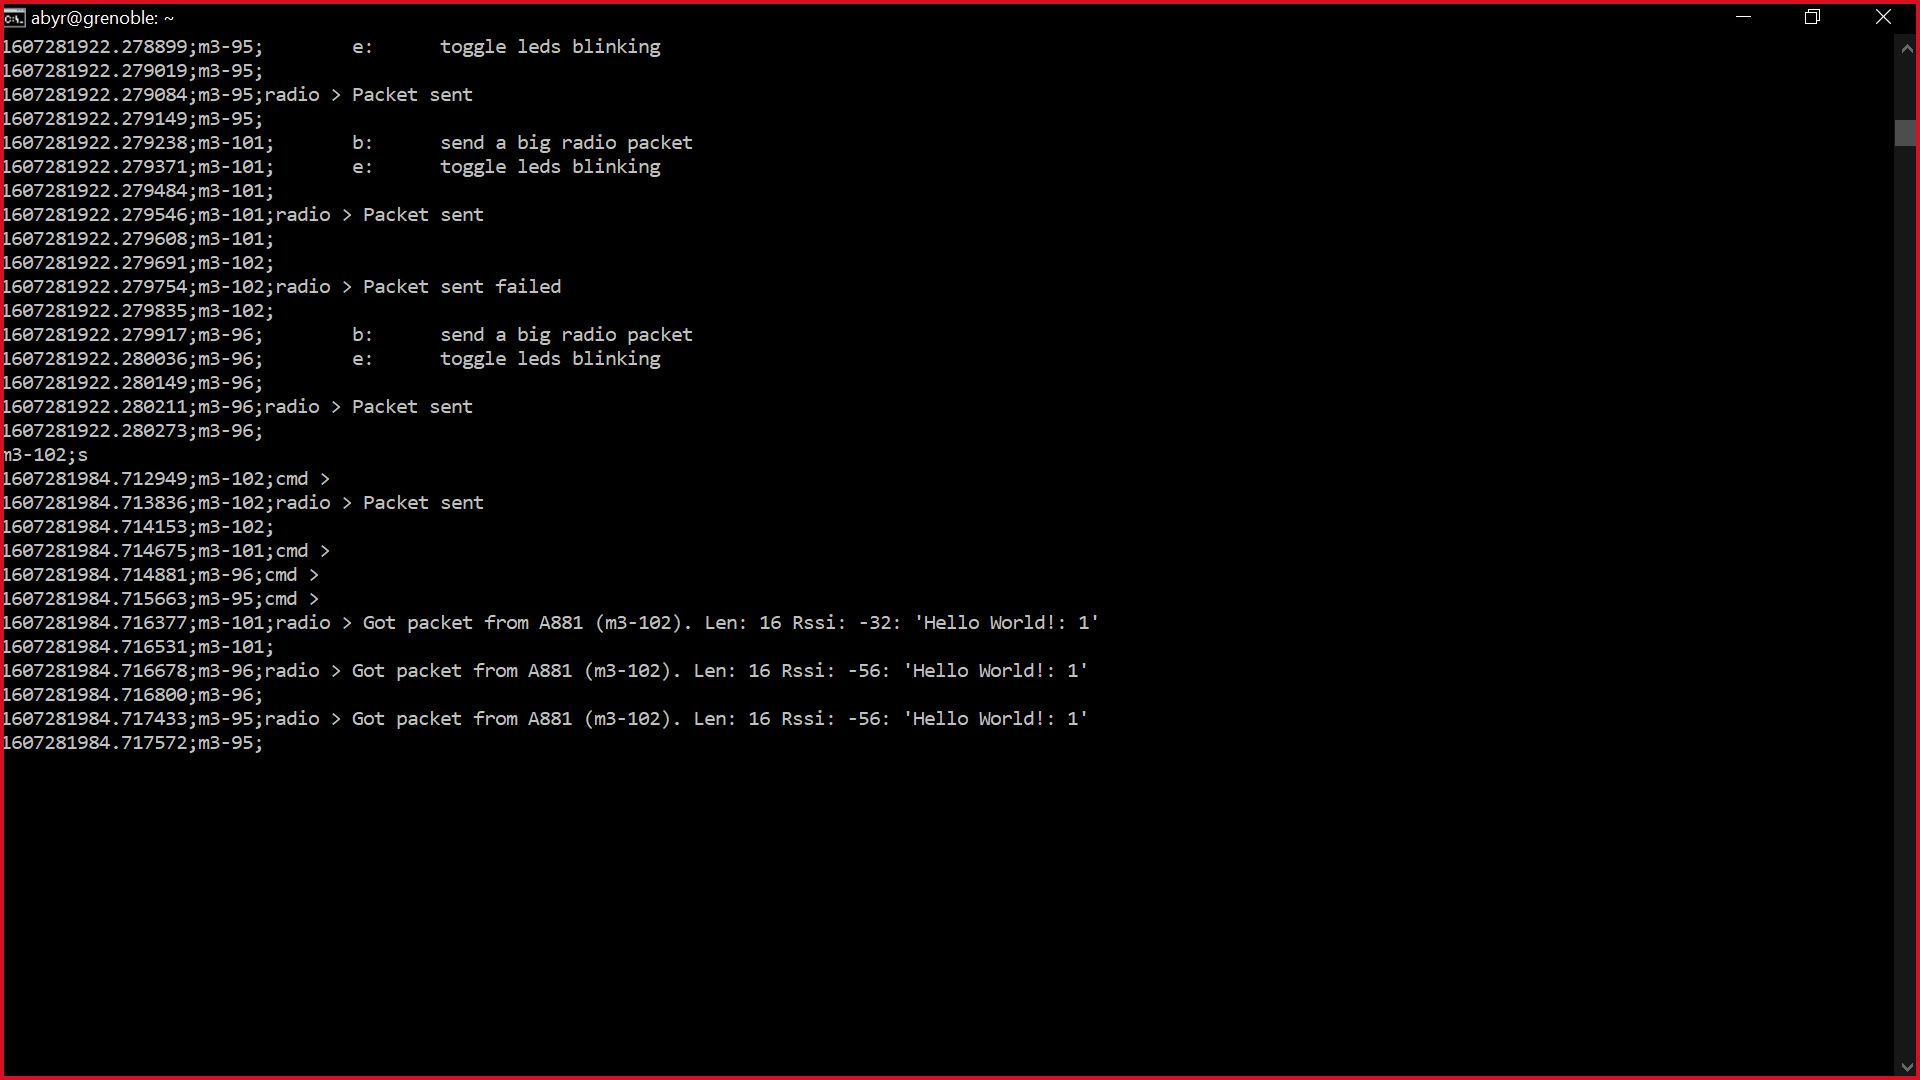 abyr@grenoble: ~
1607281922.278899;m3-95;        e:      toggle leds blinking
1607281922.279019;m3-95;
1607281922.279084;m3-95;radio > Packet sent
1607281922.279149;m3-95;
1607281922.279238;m3-101;       b:      send a big radio packet
1607281922.279371;m3-101;       e:      toggle leds blinking
1607281922.279484;m3-101;
1607281922.279546;m3-101;radio > Packet sent
1607281922.279608;m3-101;
1607281922.279691;m3-102;
1607281922.279754;m3-102;radio > Packet sent failed
1607281922.279835;m3-102;
1607281922.279917;m3-96;        b:      send a big radio packet
1607281922.280036;m3-96;        e:      toggle leds blinking
1607281922.280149;m3-96;
1607281922.280211;m3-96;radio > Packet sent
1607281922.280273;m3-96;
m3-102;s
1607281984.712949;m3-102;cmd >
1607281984.713836;m3-102;radio > Packet sent
1607281984.714153;m3-102;
1607281984.714675;m3-101;cmd >
1607281984.714881;m3-96;cmd >
1607281984.715663;m3-95;cmd >
1607281984.716377;m3-101;radio > Got packet from A881 (m3-102). Len: 16 Rssi: -32: 'Hello World!: 1'
1607281984.716531;m3-101;
1607281984.716678;m3-96;radio > Got packet from A881 (m3-102). Len: 16 Rssi: -56: 'Hello World!: 1'
1607281984.716800;m3-96;
1607281984.717433;m3-95;radio > Got packet from A881 (m3-102). Len: 16 Rssi: -56: 'Hello World!: 1'
1607281984.717572;m3-95;